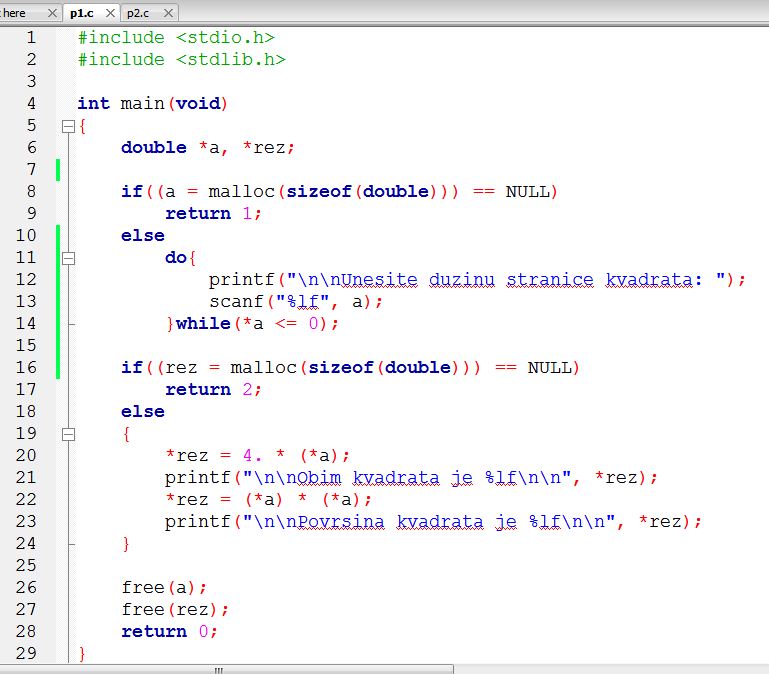 here p1.c p2.c
1 #include <stdio.h>
2 #include <stdlib.h>
3
4 int main(void)
5 {
6     double *a, *rez;
7
8     if((a = malloc(sizeof(double))) == NULL)
9         return 1;
10     else
11         do{
12             printf("\n\nUnesite duzinu stranice kvadrata: ");
13             scanf("%lf", a);
14         }while(*a <= 0);
15
16     if((rez = malloc(sizeof(double))) == NULL)
17         return 2;
18     else
19     {
20         *rez = 4. * (*a);
21         printf("\n\nObim kvadrata je %lf\n\n", *rez);
22         *rez = (*a) * (*a);
23         printf("\n\nPovrsina kvadrata je %lf\n\n", *rez);
24     }
25
26     free(a);
27     free(rez);
28     return 0;
29 }